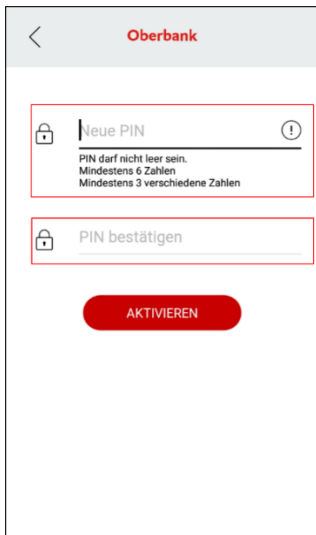 Oberbank
Neue PIN
PIN darf nicht leer sein.
Mindestens 6 Zahlen
Mindestens 3 verschiedene Zahlen
PIN bestätigen
AKTIVIEREN